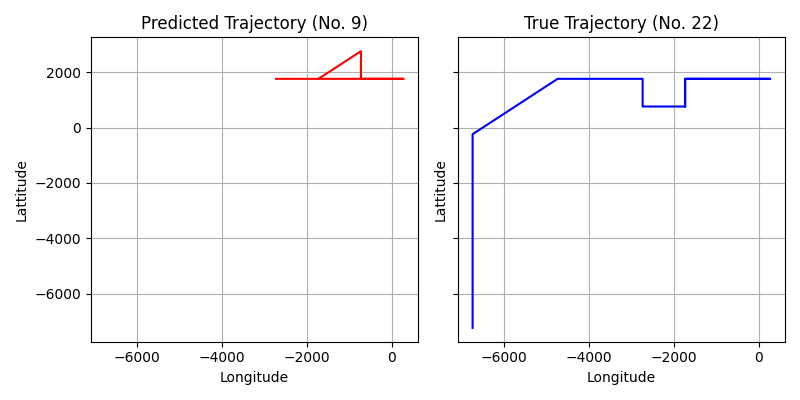 Predicted Trajectory (No. 9)
2000
0
−2000
−4000
−6000
Lattitude
−6000 −4000 −2000 0
Longitude
True Trajectory (No. 22)
Lattitude
−6000 −4000 −2000 0
Longitude